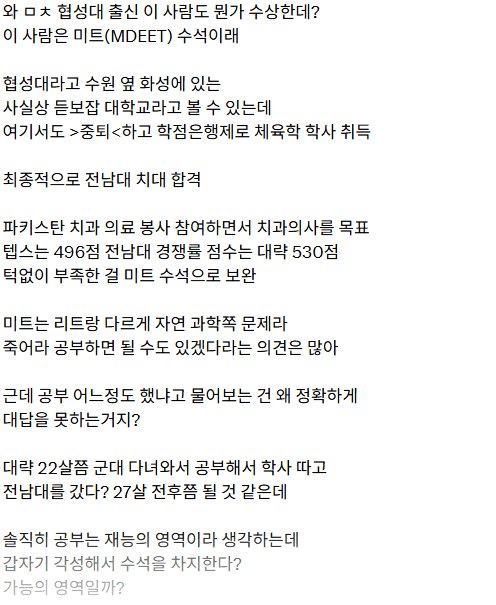 와 ㅁㅊ 협성대 출신 이 사람도 뭔가 수상한데?
이 사람은 미트(MDEET) 수석이래
협성대라고 수원 옆 화성에 있는
사실상 듣보잡 대학교라고 볼 수 있는데
여기서도 >중퇴<하고 학점은행제로 체육학 학사 취득
최종적으로 전남대 치대 합격
파키스탄 치과 의료 봉사 참여하면서 치과의사를 목표
텝스는 496점 전남대 경쟁률 점수는 대략 530점
턱없이 부족한 걸 미트 수석으로 보완
미트는 리트랑 다르게 자연 과학쪽 문제라
죽어라 공부하면 될 수도 있겠다라는 의견은 많아
근데 공부 어느정도 했냐고 물어보는 건 왜 정확하게
대답을 못하는거지?
대략 22살쯤 군대 다녀와서 공부해서 학사 따고
전남대를 갔다? 27살 전후쯤 될 것 같은데
솔직히 공부는 재능의 영역이라 생각하는데
갑자기 각성해서 수석을 차지한다?
가능의 영역일까?